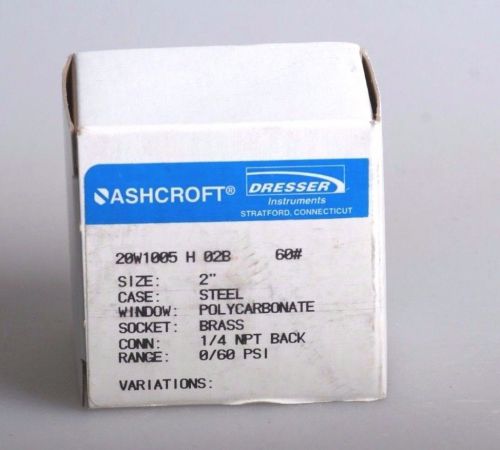 ASHCROFT®
DRESSER
Instruments
STRATFORD, CONNECTICUT
20W1005 H 02B 60#
SIZE: 2"
CASE: STEEL
WINDOW: POLYCARBONATE
SOCKET: BRASS
CONN: 1/4 NPT BACK
RANGE: 0/60 PSI
VARIATIONS: